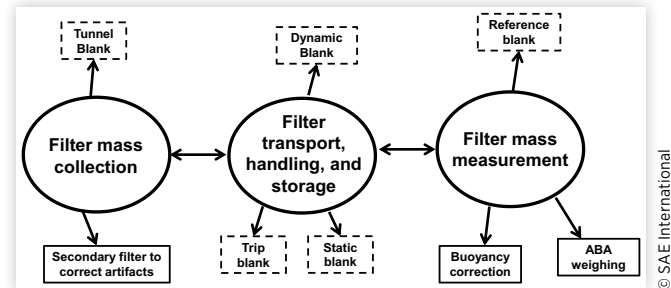 Tunnel
Blank
Dynamic
Blank
Reference
blank
Filter mass
collection
Filter
transport,
handling, and
storage
Filter mass
measurement
Secondary filter to
correct artifacts
Trip
blank
Static
blank
Buoyancy
correction
ABA
weighing
© SAE International